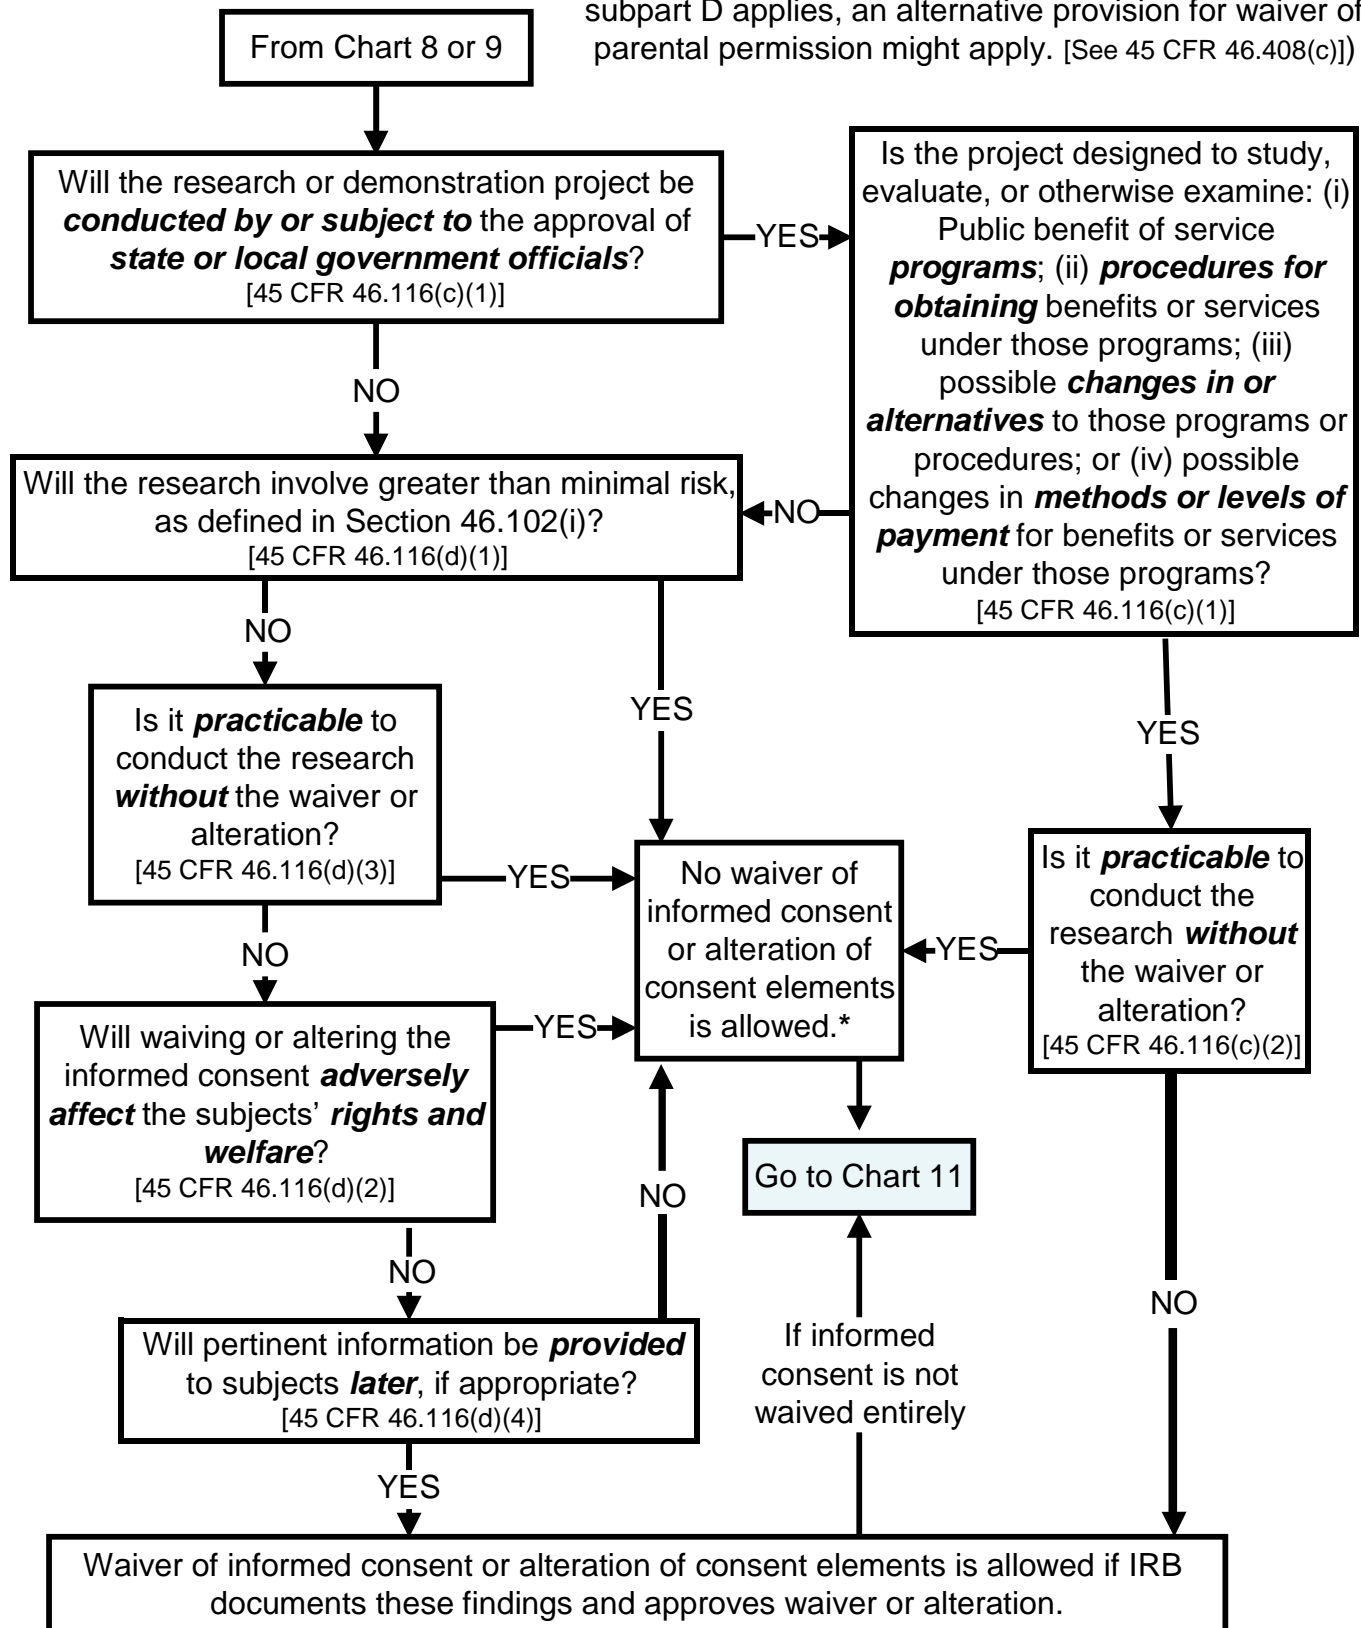 subpart D applies, an alternative provision for waiver of
parental permission might apply. [See 45 CFR 46.408(c)])
From Chart 8 or 9
Will the research or demonstration project be
conducted by or subject to the approval of
state or local government officials?
[45 CFR 46.116(c)(1)]
YES
Is the project designed to study,
evaluate, or otherwise examine: (i)
Public benefit of service
programs; (ii) procedures for
obtaining benefits or services
under those programs; (iii)
possible changes in or
alternatives to those programs or
procedures; or (iv) possible
changes in methods or levels of
payment for benefits or services
under those programs?
[45 CFR 46.116(c)(1)]
NO
NO
Will the research involve greater than minimal risk,
as defined in Section 46.102(i)?
[45 CFR 46.116(d)(1)]
NO
YES
YES
Is it practicable to
conduct the research
without the waiver or
alteration?
[45 CFR 46.116(d)(3)]
YES
No waiver of
informed consent
or alteration of
consent elements
is allowed.*
YES
Is it practicable to
conduct the
research without
the waiver or
alteration?
[45 CFR 46.116(c)(2)]
NO
Will waiving or altering the
informed consent adversely
affect the subjects' rights and
welfare?
[45 CFR 46.116(d)(2)]
YES
Go to Chart 11
NO
NO
NO
Will pertinent information be provided
to subjects later, if appropriate?
[45 CFR 46.116(d)(4)]
If informed
consent is not
waived entirely
YES
Waiver of informed consent or alteration of consent elements is allowed if IRB
documents these findings and approves waiver or alteration.